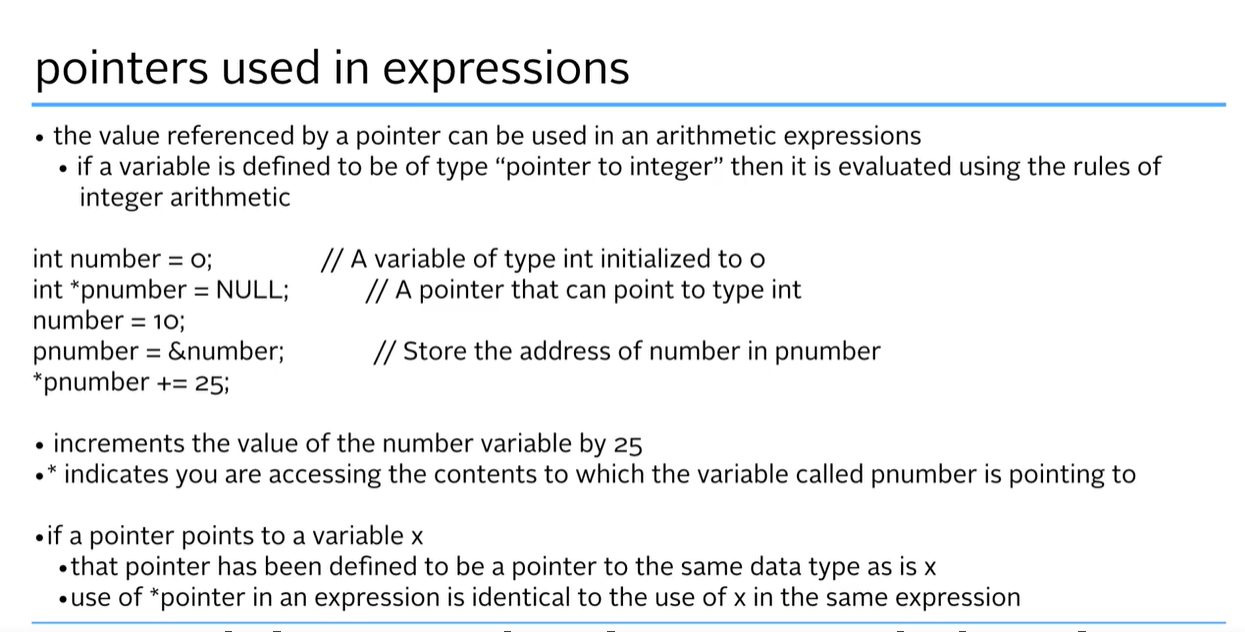 pointers used in expressions
• the value referenced by a pointer can be used in an arithmetic expressions
• if a variable is defined to be of type “pointer to integer” then it is evaluated using the rules of
integer arithmetic
int number = 0; // A variable of type int initialized to 0
int *pnumber = NULL; // A pointer that can point to type int
number = 10;
pnumber = &number; // Store the address of number in pnumber
*pnumber += 25;
• increments the value of the number variable by 25
•* indicates you are accessing the contents to which the variable called pnumber is pointing to
•if a pointer points to a variable x
•that pointer has been defined to be a pointer to the same data type as is x
•use of *pointer in an expression is identical to the use of x in the same expression